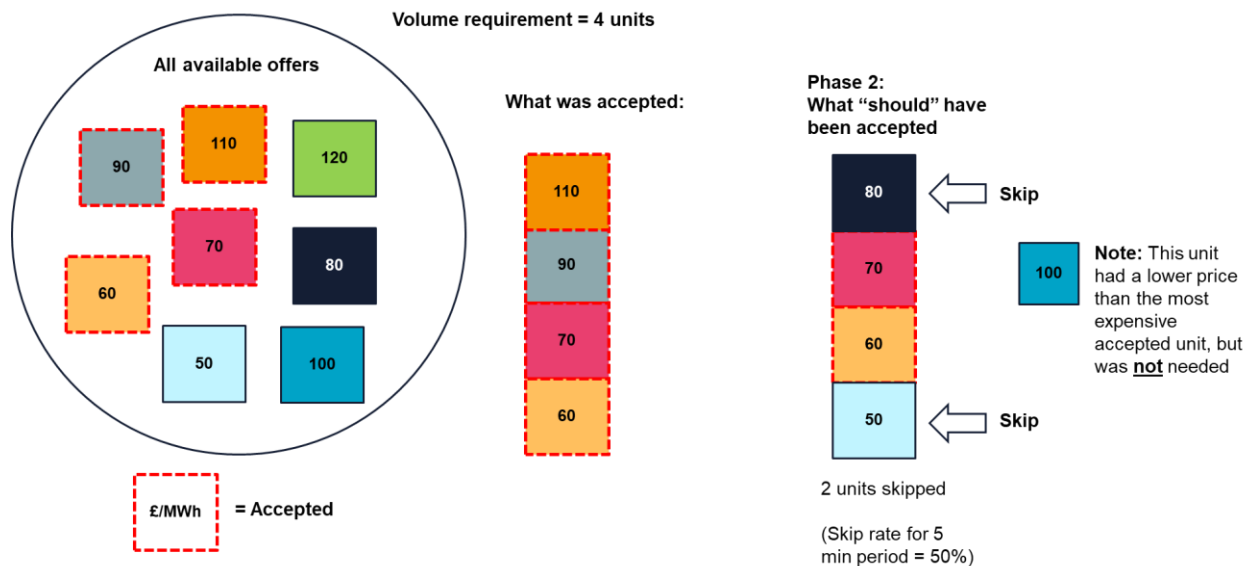 Volume requirement = 4 units
All available offers
90
110
120
70
80
60
50
100
£/MWh
= Accepted
What was accepted:
110
90
70
60
Phase 2:
What “should” have
been accepted
80
Skip
70
60
50
Skip
2 units skipped
(Skip rate for 5
min period = 50%)
100
Note: This unit
had a lower price
than the most
expensive
accepted unit, but
was not needed